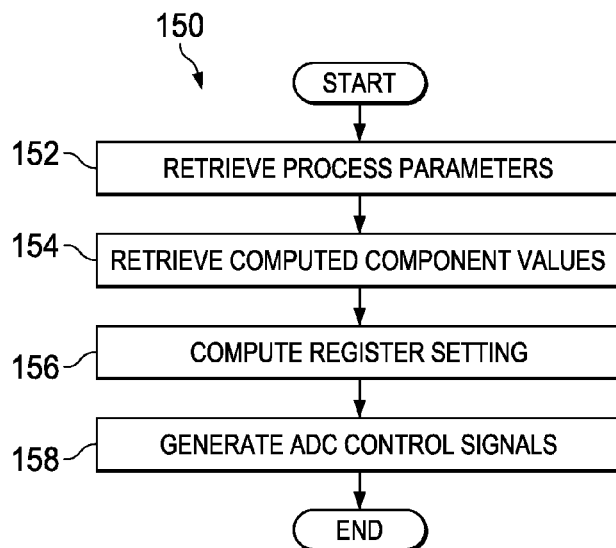 150
START
152
RETRIEVE PROCESS PARAMETERS
154
RETRIEVE COMPUTED COMPONENT VALUES
156
COMPUTE REGISTER SETTING
158
GENERATE ADC CONTROL SIGNALS
END